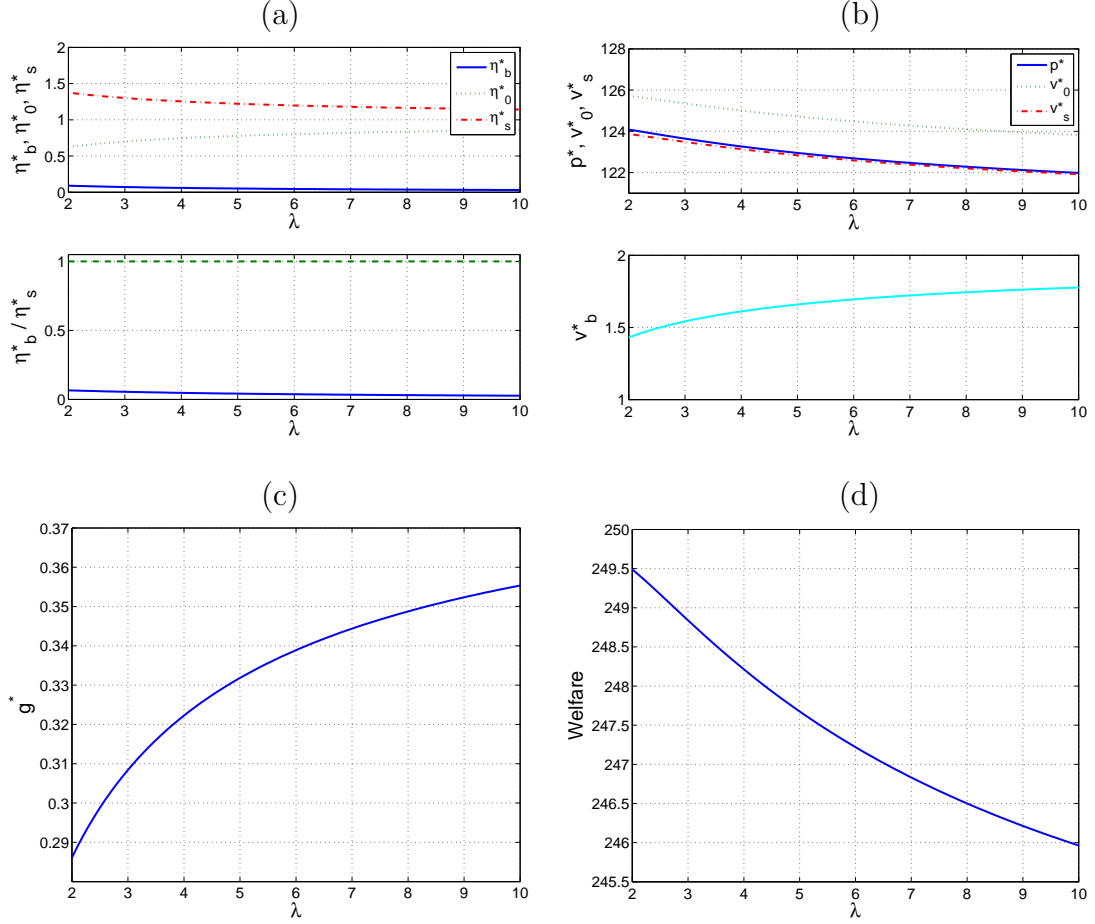 (a)
2
1.5
1
0.5
0
η*b, η*0, η*s
η*b
η*0
η*s
2 3 4 5 6 7 8 9 10
λ
1
0.5
0
η*b / η*s
2 3 4 5 6 7 8 9 10
λ
(b)
128
126
124
122
p*, v*0, v*s
p*
v*0
v*s
2 3 4 5 6 7 8 9 10
λ
2
1.5
1
v*b
2 3 4 5 6 7 8 9 10
λ
(c)
0.37
0.36
0.35
0.34
0.33
0.32
0.31
0.3
0.29
g*
2 3 4 5 6 7 8 9 10
λ
(d)
250
249.5
249
248.5
248
247.5
247
246.5
246
245.5
Welfare
2 3 4 5 6 7 8 9 10
λ